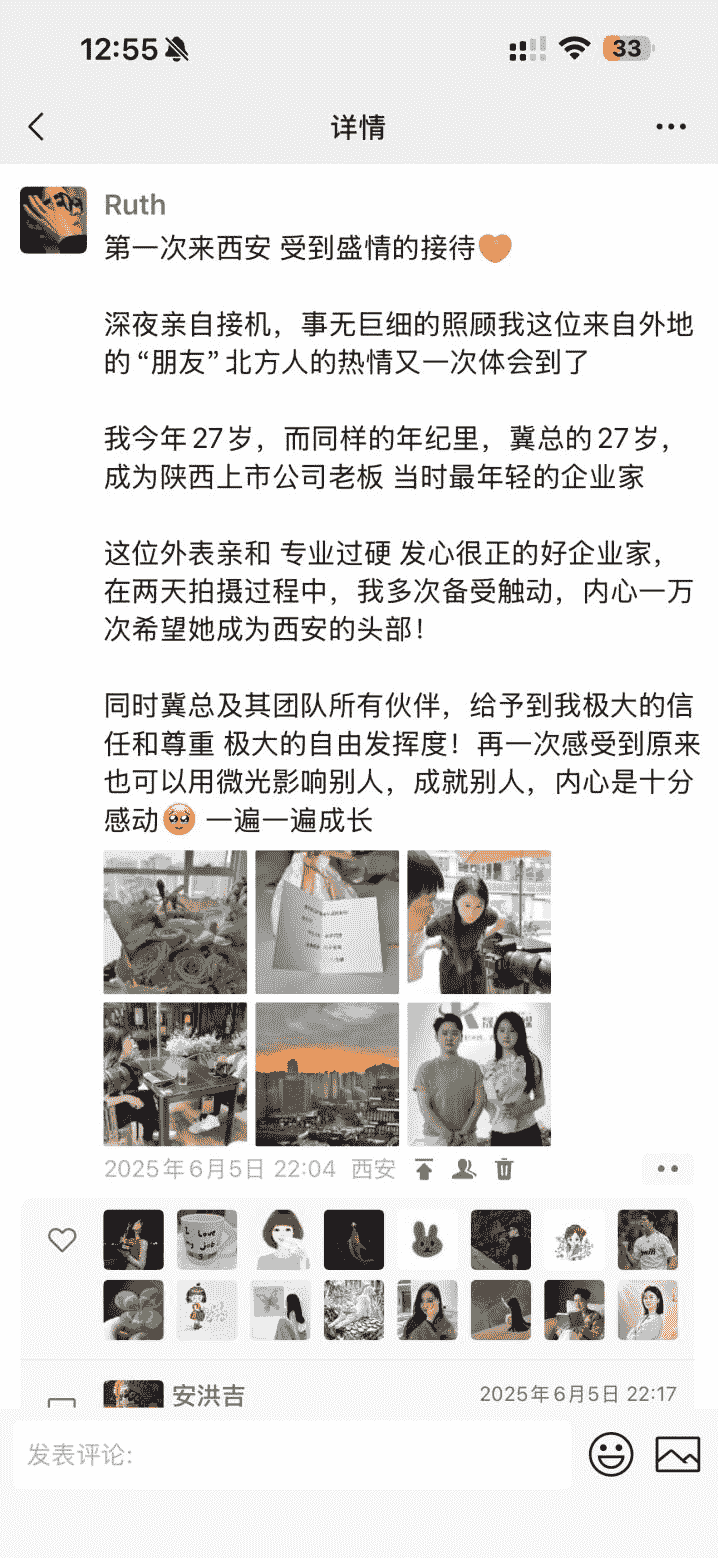 12:55
33
详情
Ruth
第一次来西安 受到盛情的接待🧡
深夜亲自接机，事无巨细的照顾我这位来自外地
的“朋友”北方人的热情又一次体会到了
我今年27岁，而同样的年纪里，冀总的27岁，
成为陕西上市公司老板 当时最年轻的企业家
这位外表亲和 专业过硬 发心很正的好企业家，
在两天拍摄过程中，我多次备受触动，内心一万
次希望她成为西安的头部！
同时冀总及其团队所有伙伴，给予到我极大的信
任和尊重 极大的自由发挥度！再一次感受到原来
也可以用微光影响别人，成就别人，内心是十分
感动🥹 一遍一遍成长
2025年6月5日 22:04 西安
I Love
my job
安洪吉
2025年6月5日 22:17
发表评论: